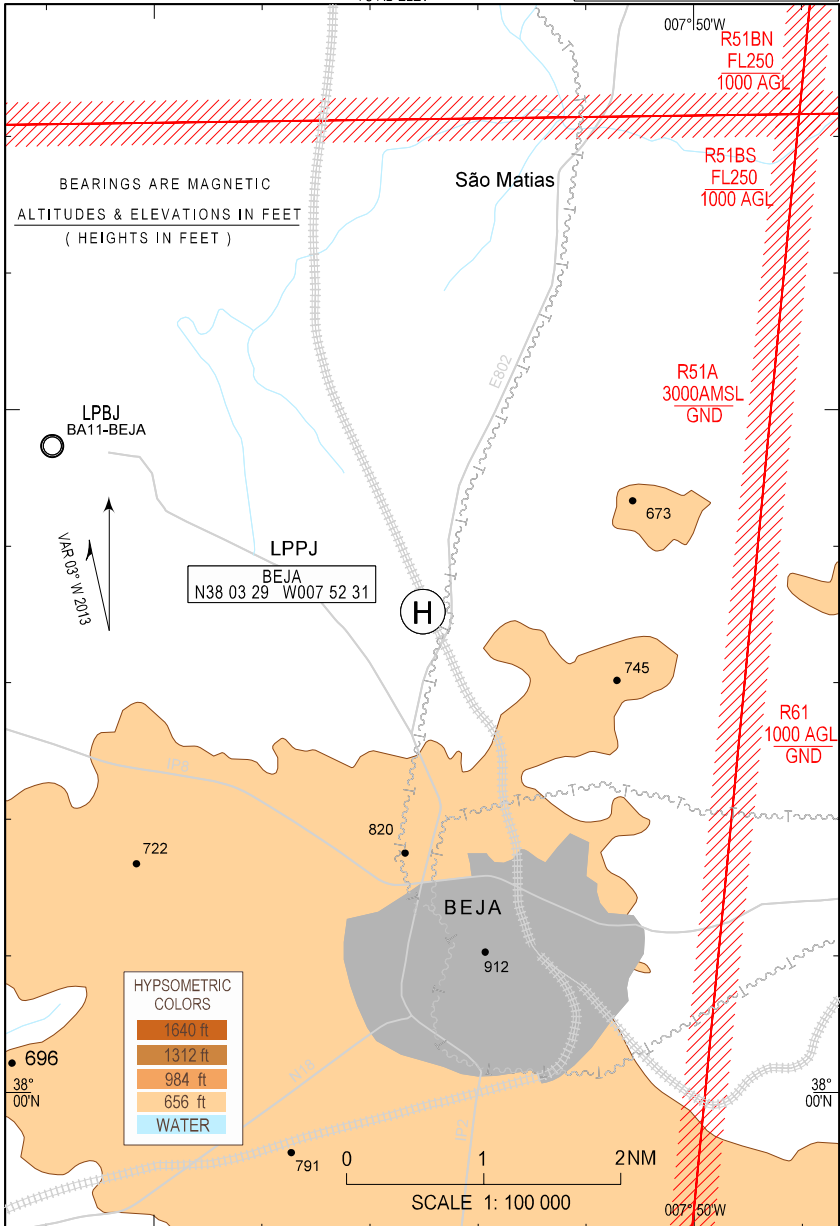 007°50'W
R51BN
FL250
1000 AGL
BEARINGS ARE MAGNETIC
ALTITUDES & ELEVATIONS IN FEET
( HEIGHTS IN FEET )
São Matias
R51BS
FL250
1000 AGL
E802
R51A
3000AMSL
GND
LPBJ
BA11-BEJA
673
VAR 03° W 2013
LPPJ
BEJA
N38 03 29 W007 52 31
H
745
R61
1000 AGL
GND
IP8
722
820
BEJA
912
HYPSOMETRIC
COLORS
1640 ft
1312 ft
984 ft
656 ft
WATER
696
38°
00'N
38°
00'N
N18
IP2
791
0 1 2NM
SCALE 1: 100 000
007°50'W